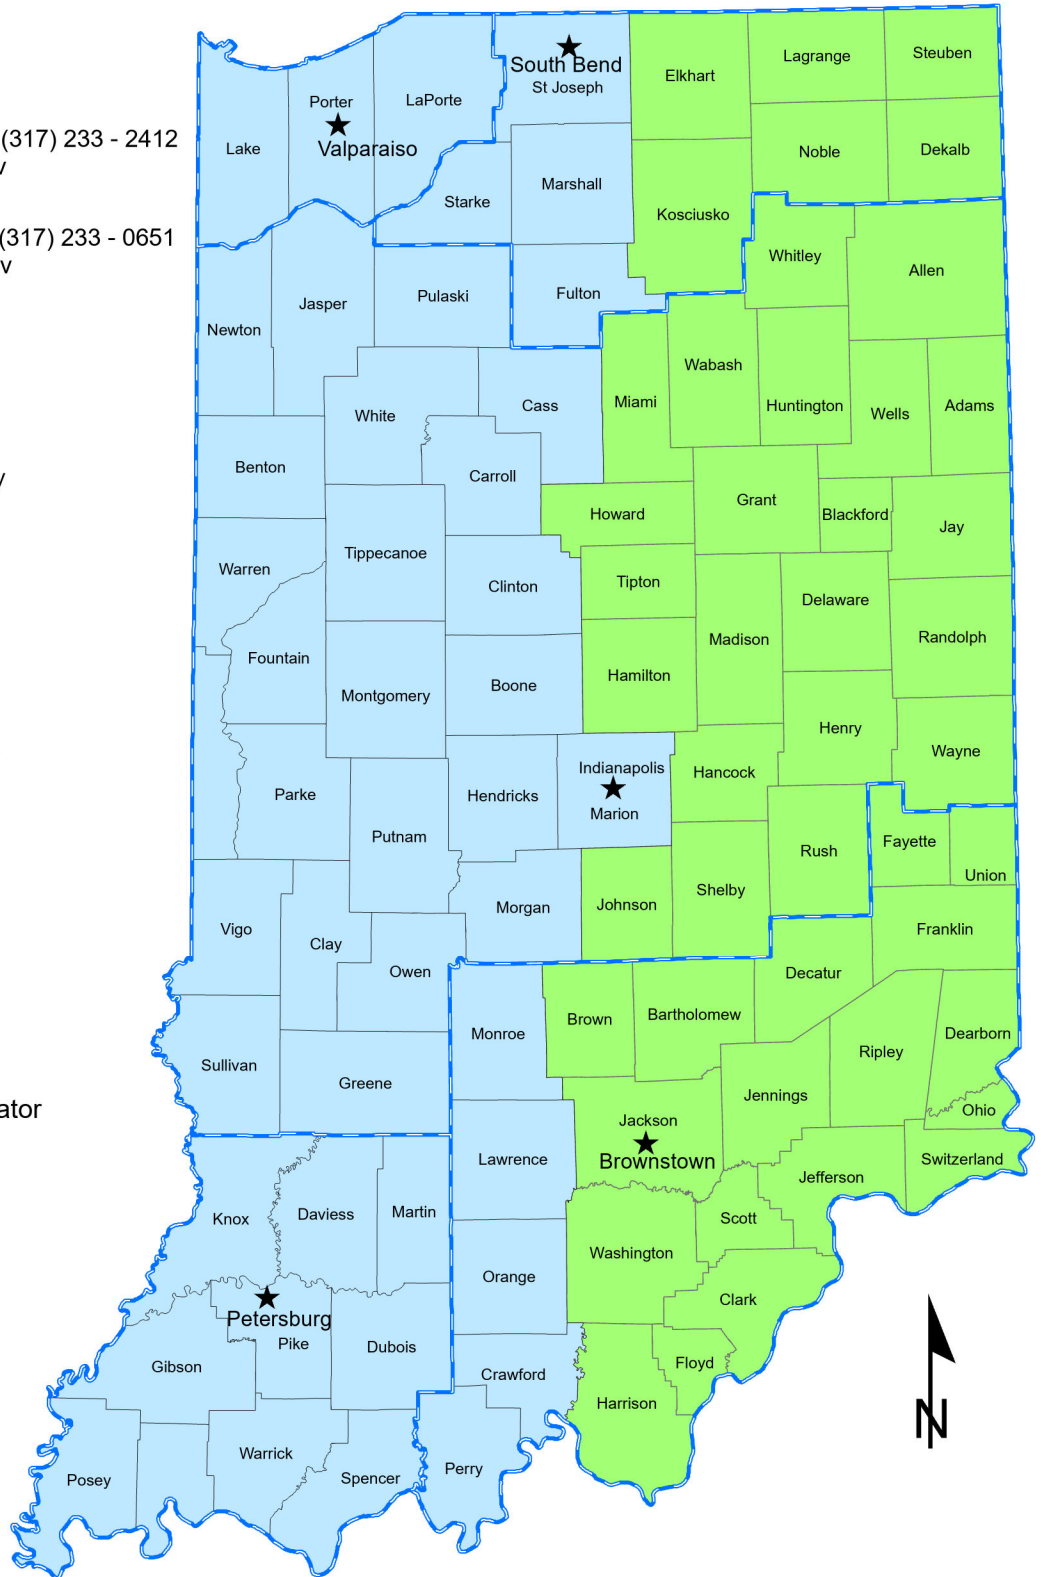 Steuben
Lagrange
South Bend
Elkhart
St Joseph
LaPorte
Porter
(317) 233 - 2412
Lake
Valparaiso
Noble
Dekalb
v
Marshall
Starke
Kosciusko
(317) 233 - 0651
v
Whitley
Allen
Fulton
Pulaski
Jasper
Newton
Wabash
Miami
Huntington
Wells
Adams
Cass
White
Benton
Carroll
Grant
Howard
Blackford
Jay
Tippecanoe
Warren
Clinton
Tipton
Delaware
Madison
Randolph
Fountain
Montgomery
Boone
Hamilton
Henry
Wayne
Indianapolis
Hancock
Parke
Hendricks
Marion
Putnam
Rush
Fayette
Union
Shelby
Johnson
Morgan
Vigo
Clay
Franklin
Owen
Decatur
Bartholomew
Brown
Monroe
Dearborn
Ripley
Sullivan
Greene
Jennings
ator
Ohio
Jackson
Brownstown
Lawrence
Switzerland
Jefferson
Martin
Daviess
Knox
Scott
Washington
Orange
Clark
Petersburg
Pike
Dubois
Gibson
Crawford
Floyd
Harrison
N
Warrick
Perry
Spencer
Posey